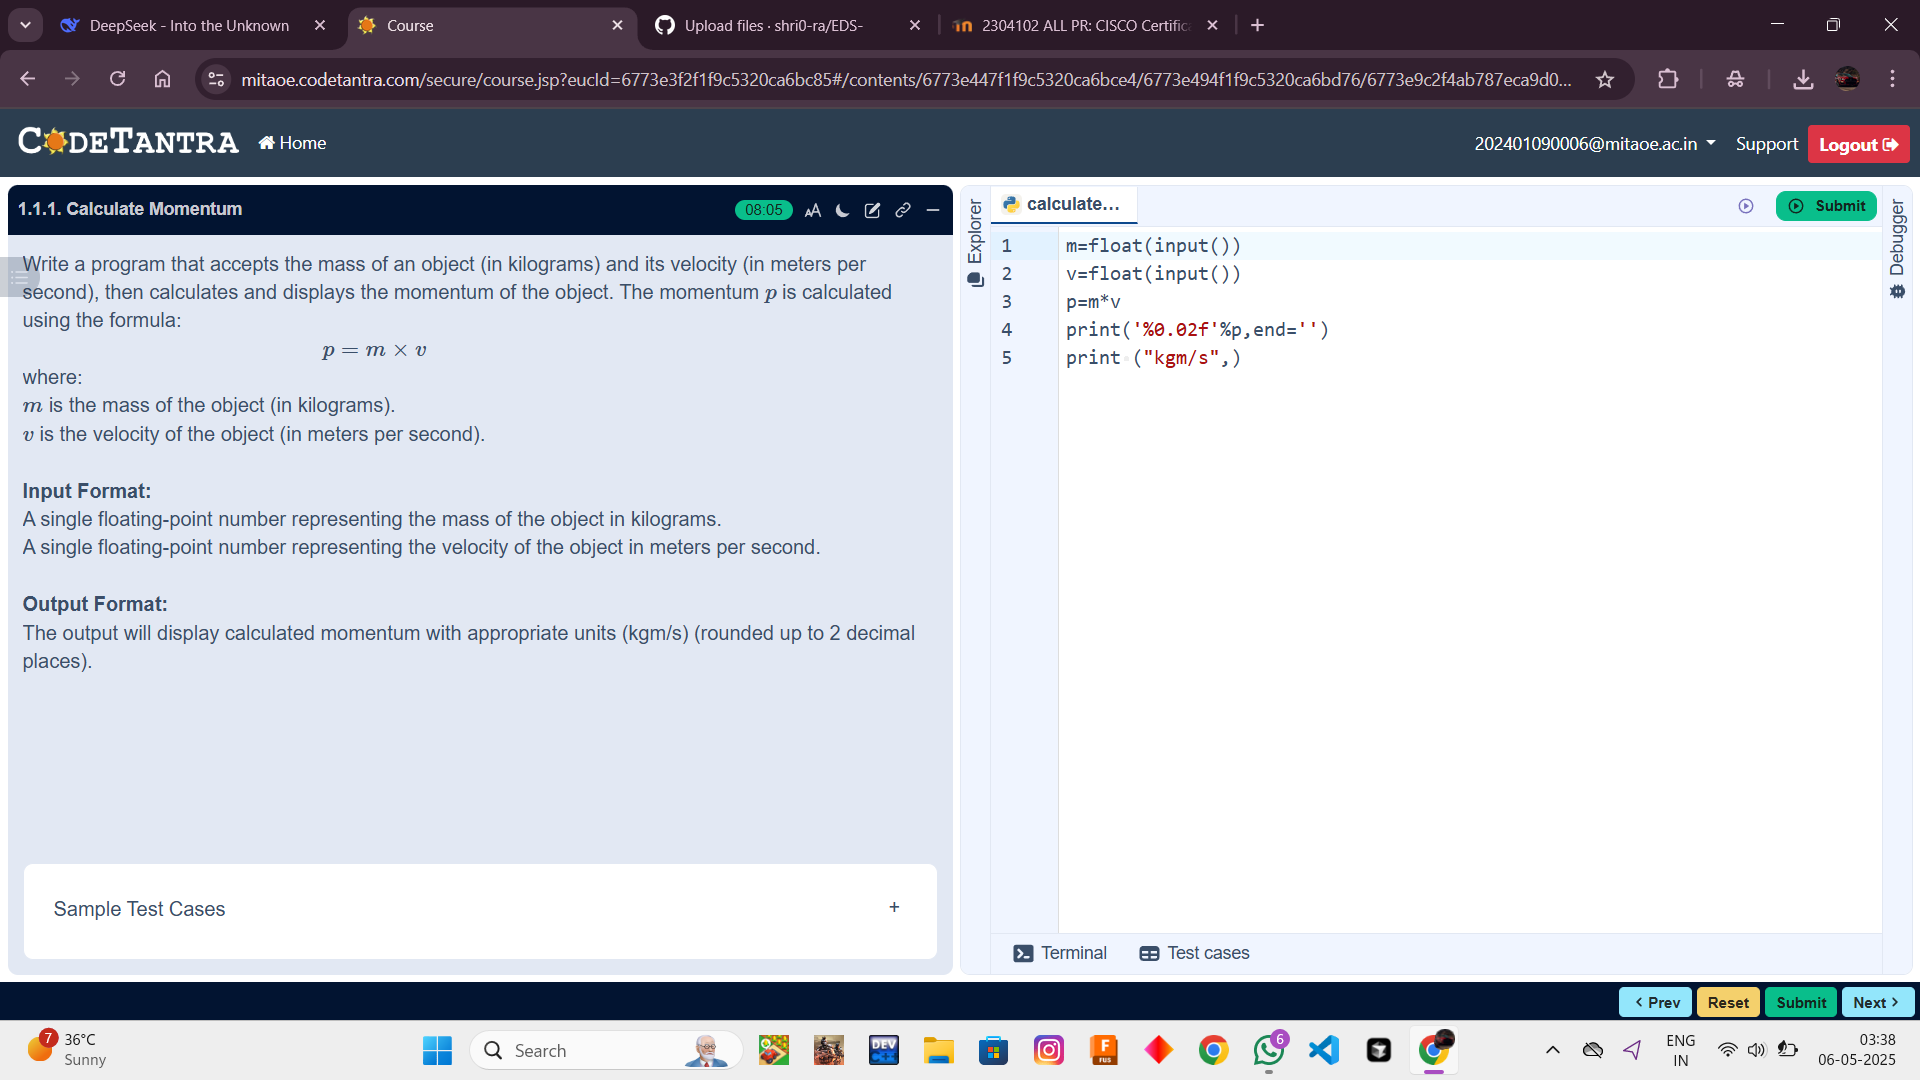 DeepSeek - Into the Unknown
Course
Upload files · shri0-ra/EDS-
2304102 ALL PR: CISCO Certifica
mitaoe.codetantra.com/secure/course.jsp?eucId=6773e3f2f1f9c5320ca6bc85#/contents/6773e447f1f9c5320ca6bce4/6773e494f1f9c5320ca6bd76/6773e9c2f4ab787eca9d0...
CODETANTRA
Home
202401090006@mitaoe.ac.in
Support
Logout
1.1.1. Calculate Momentum
08:05
AA
Write a program that accepts the mass of an object (in kilograms) and its velocity (in meters per
second), then calculates and displays the momentum of the object. The momentum p is calculated
using the formula:
p = m × v
where:
m is the mass of the object (in kilograms).
v is the velocity of the object (in meters per second).
Input Format:
A single floating-point number representing the mass of the object in kilograms.
A single floating-point number representing the velocity of the object in meters per second.
Output Format:
The output will display calculated momentum with appropriate units (kgm/s) (rounded up to 2 decimal
places).
Sample Test Cases
+
Explorer
calculate...
Submit
Debugger
1 m=float(input())
2 v=float(input())
3 p=m*v
4 print('%0.02f'%p,end='')
5 print ("kgm/s",)
Terminal
Test cases
< Prev
Reset
Submit
Next >
7
36°C
Sunny
Search
DEV
C++
F
FUS
6
ENG
IN
03:38
06-05-2025